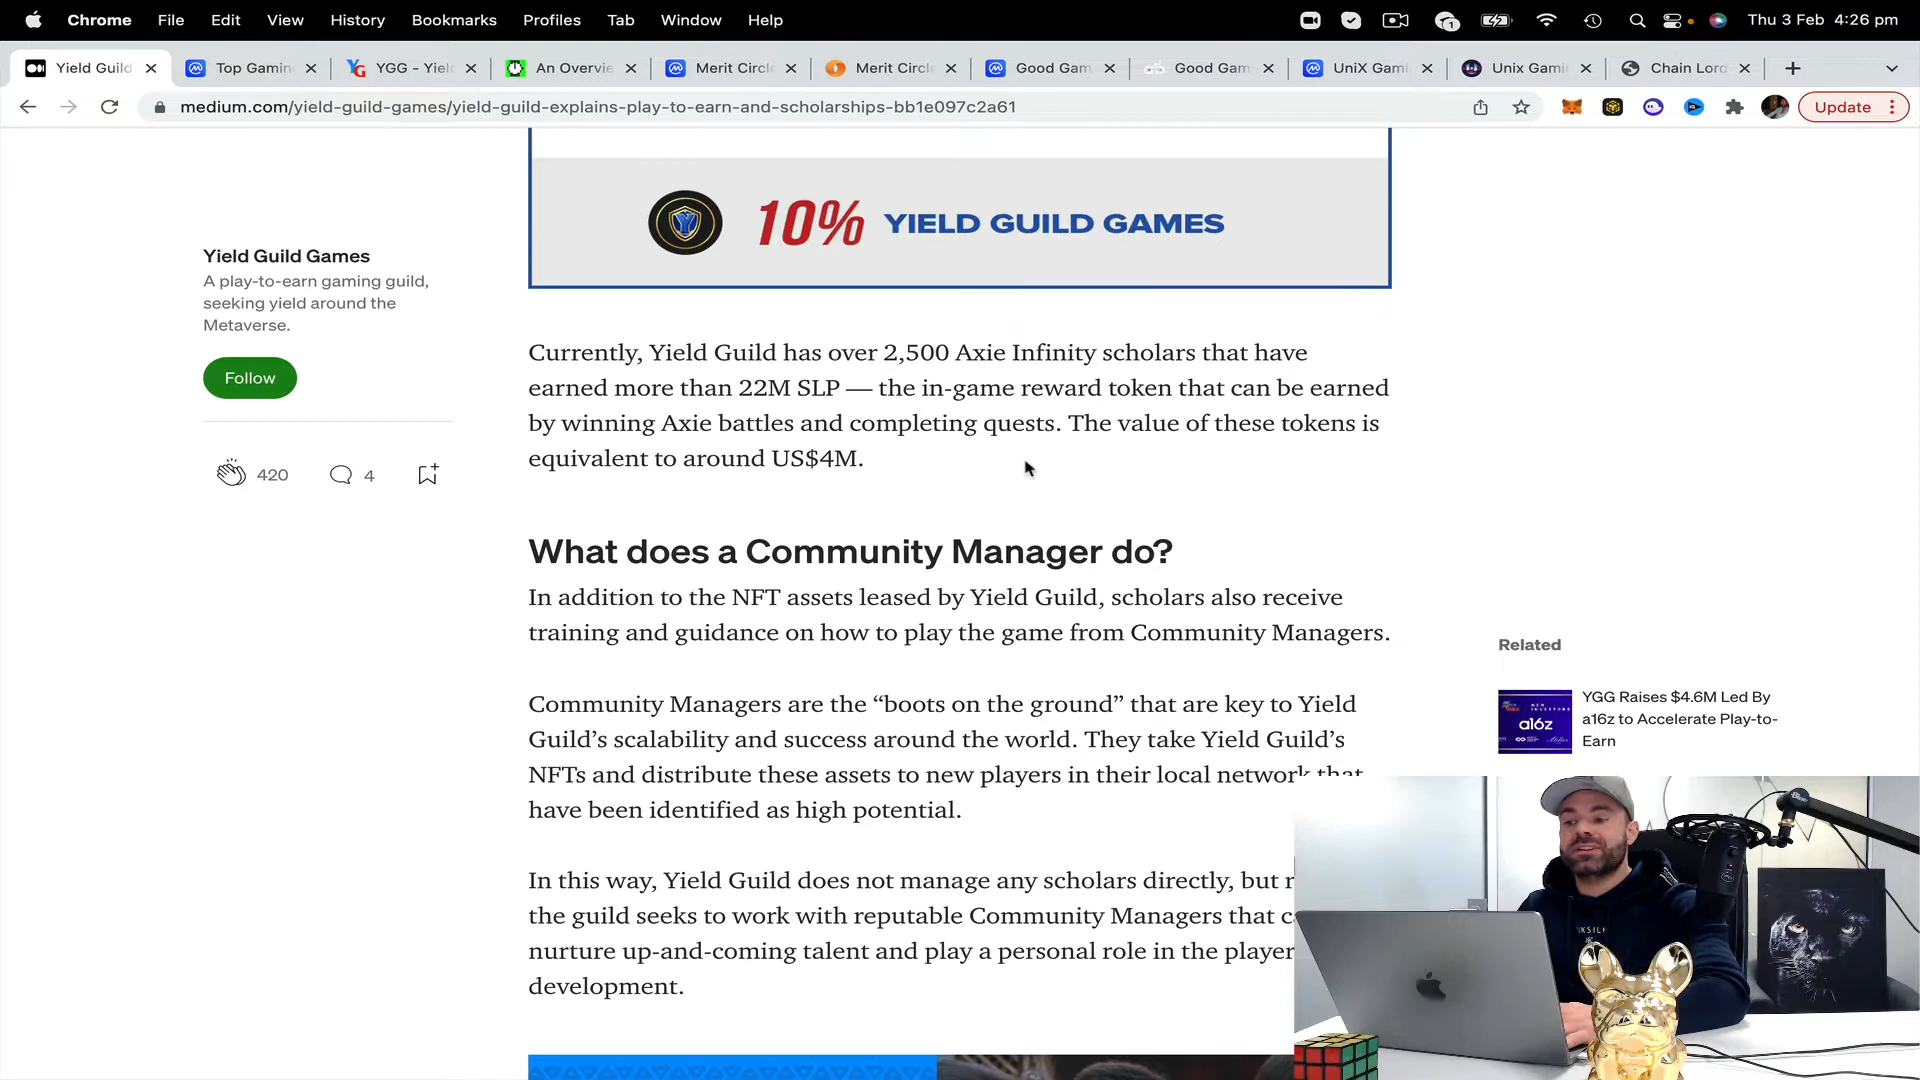 Chrome File Edit View History Bookmarks Profiles Tab Window Help
1
Thu 3 Feb 4:26 pm
Yield Guild
Top Gamin
YGG - Yiel
An Overvie
Merit Circl
Merit Circl
Good Gam
Good Gam
UniX Gami
Unix Gami
Chain Lord
medium.com/yield-guild-games/yield-guild-explains-play-to-earn-and-scholarships-bb1e097c2a61
Update
10% YIELD GUILD GAMES
Yield Guild Games
A play-to-earn gaming guild,
seeking yield around the
Metaverse.
Follow
420
4
Currently, Yield Guild has over 2,500 Axie Infinity scholars that have
earned more than 22M SLP — the in-game reward token that can be earned
by winning Axie battles and completing quests. The value of these tokens is
equivalent to around US$4M.
What does a Community Manager do?
In addition to the NFT assets leased by Yield Guild, scholars also receive
training and guidance on how to play the game from Community Managers.
Community Managers are the “boots on the ground” that are key to Yield
Guild’s scalability and success around the world. They take Yield Guild’s
NFTs and distribute these assets to new players in their local network that
have been identified as high potential.
In this way, Yield Guild does not manage any scholars directly, but r
the guild seeks to work with reputable Community Managers that c
nurture up-and-coming talent and play a personal role in the player
development.
Related
a16z
YGG Raises $4.6M Led By
a16z to Accelerate Play-to-
Earn
Blue